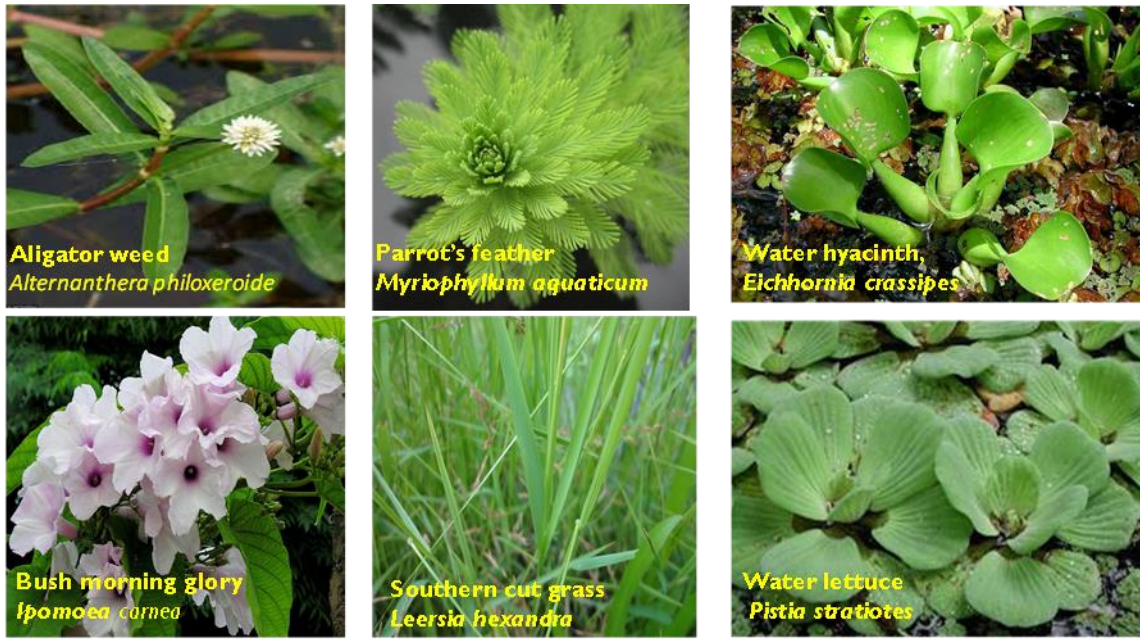 Aligator weed
Alternanthera philoxeroide
Parrot's feather
Myriophyllum aquaticum
Water hyacinth,
Eichhornia crassipes
Bush morning glory
Ipomoea carnea
Southern cut grass
Leersia hexandra
Water lettuce
Pistia stratiotes